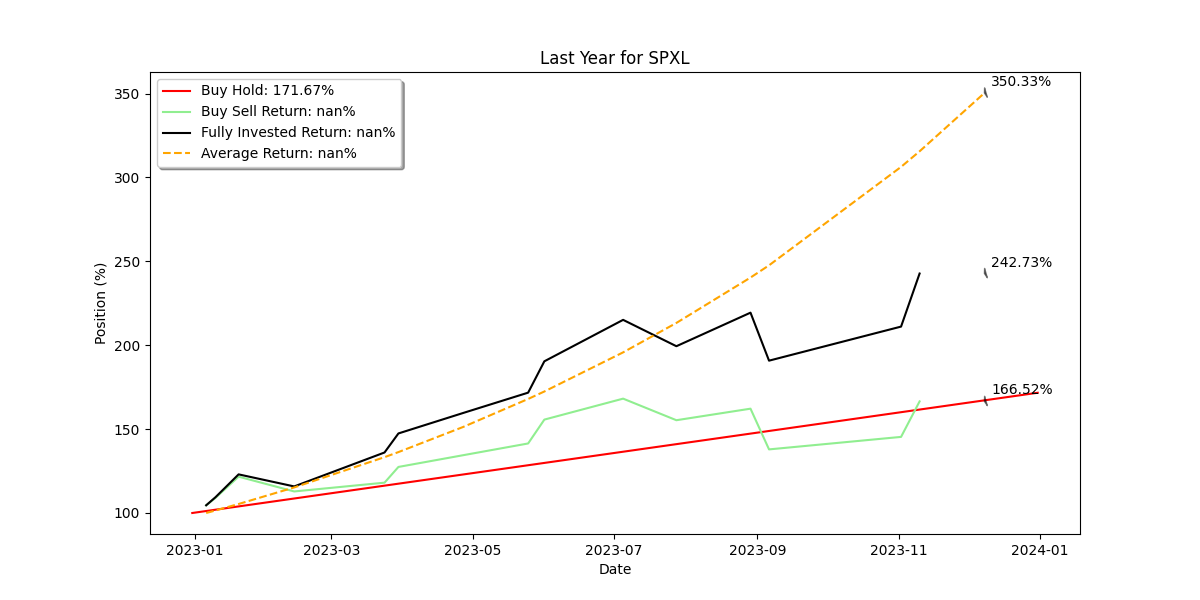 Last Year for SPXL
Buy Hold: 171.67%
Buy Sell Return: nan%
Fully Invested Return: nan%
Average Return: nan%
350.33%
242.73%
166.52%
Position (%)
350
300
250
200
150
100
2023-01 2023-03 2023-05 2023-07 2023-09 2023-11 2024-01
Date